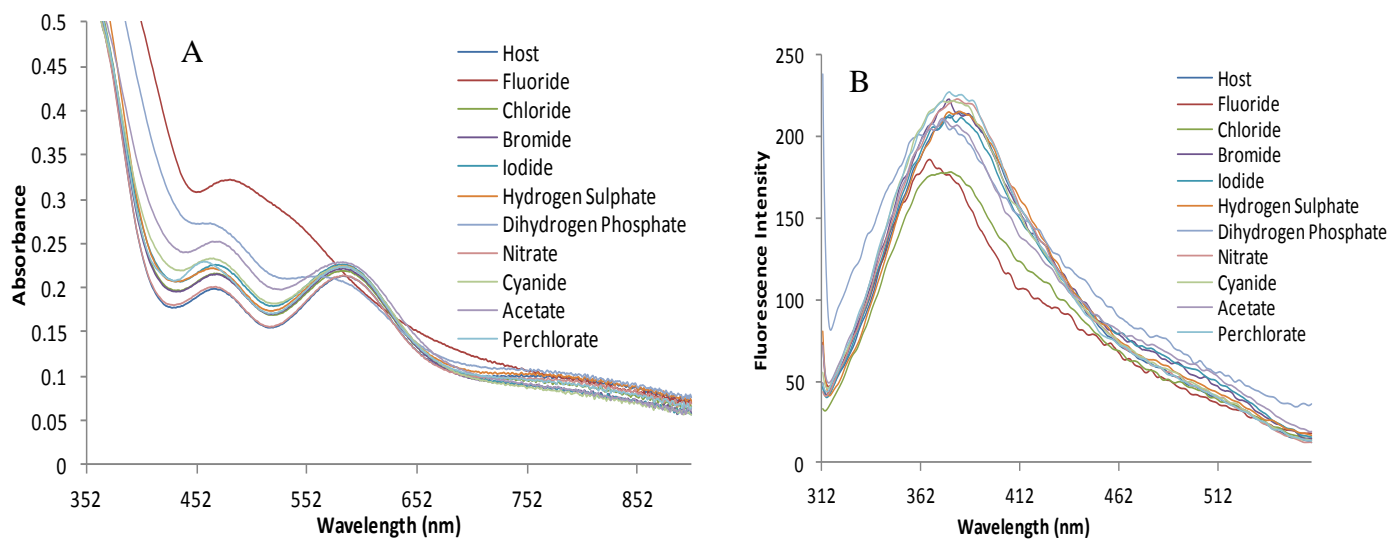 A
Absorbance
0.5
0.45
0.4
0.35
0.3
0.25
0.2
0.15
0.1
0.05
0
352 452 552 652 752 852
Wavelength (nm)
Host
Fluoride
Chloride
Bromide
Iodide
Hydrogen Sulphate
Dihydrogen Phosphate
Nitrate
Cyanide
Acetate
Perchlorate
B
Fluorescence Intensity
250
200
150
100
50
0
312 362 412 462 512
Wavelength (nm)
Host
Fluoride
Chloride
Bromide
Iodide
Hydrogen Sulphate
Dihydrogen Phosphate
Nitrate
Cyanide
Acetate
Perchlorate